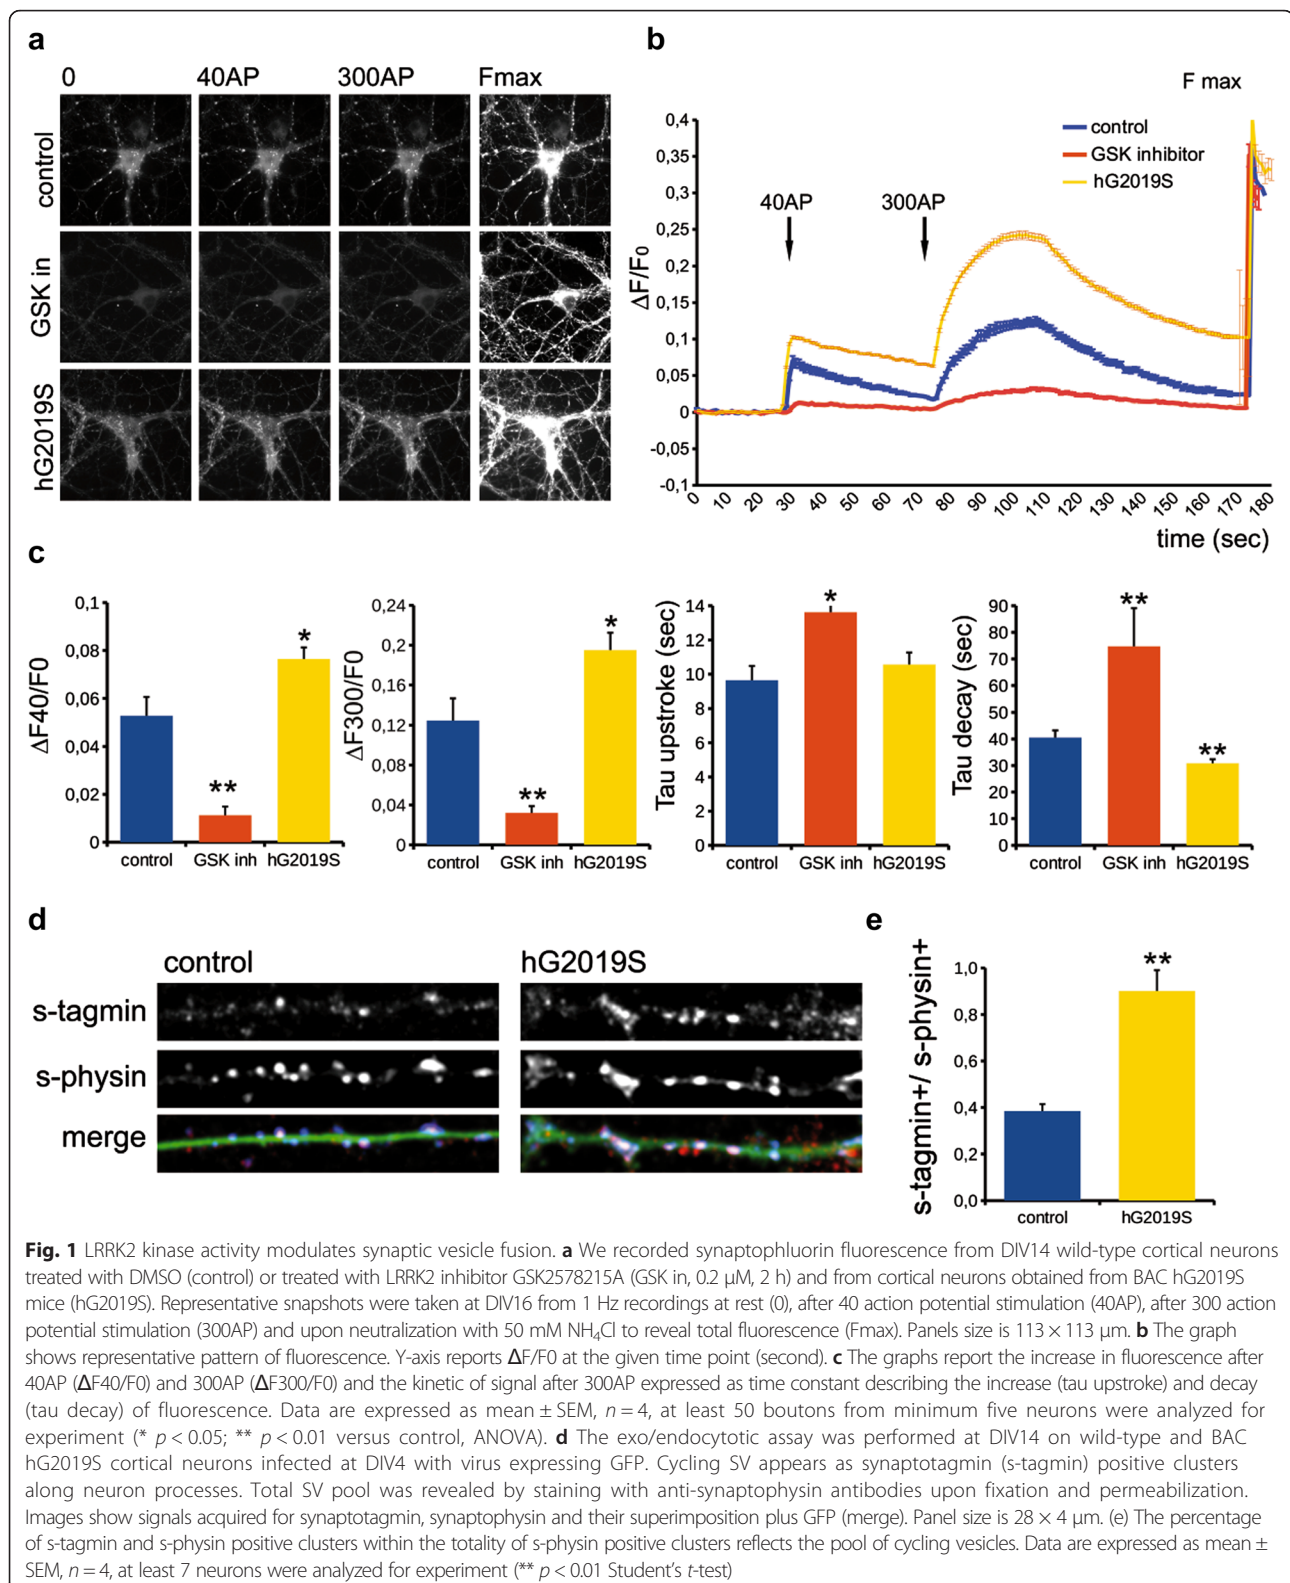 a
0 40AP 300AP Fmax
control
GSK in
hG2019S
b
F max
control
GSK inhibitor
hG2019S
40AP 300AP
ΔF/F0
0,4
0,35
0,3
0,25
0,2
0,15
0,1
0,05
0
-0,05
-0,1
0 10 20 30 40 50 60 70 80 90 100 110 120 130 140 150 160 170 180
time (sec)
c
ΔF40/F0
0,1
0,08
0,06
0,04
0,02
0
**
*
control GSK inh hG2019S
ΔF300/F0
0,24
0,2
0,16
0,12
0,08
0,04
0
**
*
control GSK inh hG2019S
Tau upstroke (sec)
14
12
10
8
6
4
2
0
*
control GSK inh hG2019S
Tau decay (sec)
90
80
70
60
50
40
30
20
10
0
**
**
control GSK inh hG2019S
d
control hG2019S
s-tagmin
s-physin
merge
e
s-tagmin+/ s-physin+
1,0
0,8
0,6
0,4
0,2
0,0
**
control hG2019S
Fig. 1 LRRK2 kinase activity modulates synaptic vesicle fusion. a We recorded synaptophluorin fluorescence from DIV14 wild-type cortical neurons
treated with DMSO (control) or treated with LRRK2 inhibitor GSK2578215A (GSK in, 0.2 μM, 2 h) and from cortical neurons obtained from BAC hG2019S
mice (hG2019S). Representative snapshots were taken at DIV16 from 1 Hz recordings at rest (0), after 40 action potential stimulation (40AP), after 300 action
potential stimulation (300AP) and upon neutralization with 50 mM NH₄Cl to reveal total fluorescence (Fmax). Panels size is 113 × 113 μm. b The graph
shows representative pattern of fluorescence. Y-axis reports ΔF/F0 at the given time point (second). c The graphs report the increase in fluorescence after
40AP (ΔF40/F0) and 300AP (ΔF300/F0) and the kinetic of signal after 300AP expressed as time constant describing the increase (tau upstroke) and decay
(tau decay) of fluorescence. Data are expressed as mean ± SEM, n = 4, at least 50 boutons from minimum five neurons were analyzed for
experiment (* p < 0.05; ** p < 0.01 versus control, ANOVA). d The exo/endocytotic assay was performed at DIV14 on wild-type and BAC
hG2019S cortical neurons infected at DIV4 with virus expressing GFP. Cycling SV appears as synaptotagmin (s-tagmin) positive clusters
along neuron processes. Total SV pool was revealed by staining with anti-synaptophysin antibodies upon fixation and permeabilization.
Images show signals acquired for synaptotagmin, synaptophysin and their superimposition plus GFP (merge). Panel size is 28 × 4 μm. (e) The percentage
of s-tagmin and s-physin positive clusters within the totality of s-physin positive clusters reflects the pool of cycling vesicles. Data are expressed as mean ±
SEM, n = 4, at least 7 neurons were analyzed for experiment (** p < 0.01 Student's t-test)